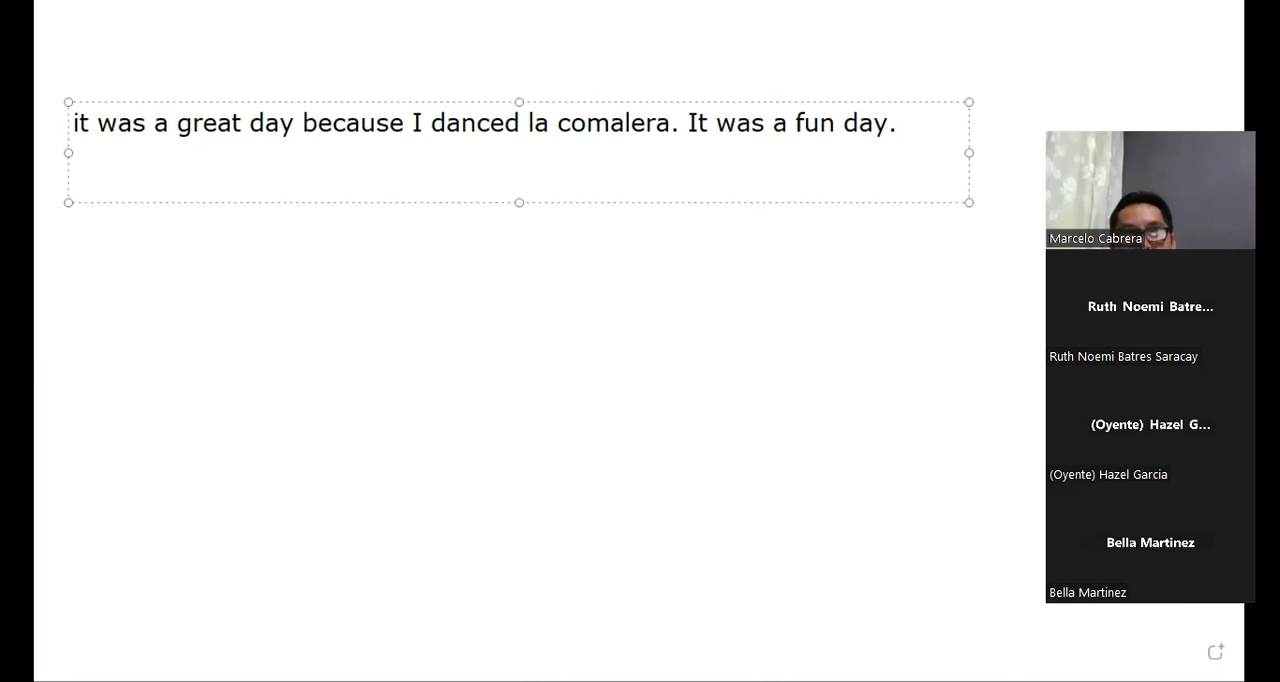 it was a great day because I danced la comalera. It was a fun day.
Marcelo Cabrera
Ruth Noemi Batre...
Ruth Noemi Batres Saracay
(Oyente) Hazel G...
(Oyente) Hazel Garcia
Bella Martinez
Bella Martinez